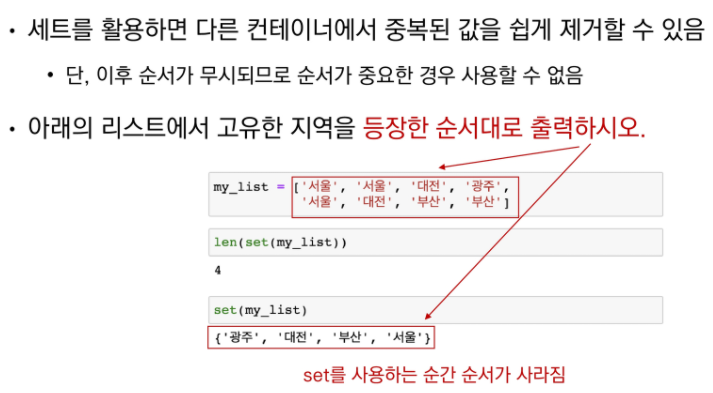 • 세트를 활용하면 다른 컨테이너에서 중복된 값을 쉽게 제거할 수 있음
• 단, 이후 순서가 무시되므로 순서가 중요한 경우 사용할 수 없음
• 아래의 리스트에서 고유한 지역을 등장한 순서대로 출력하시오.
my_list = ['서울', '서울', '대전', '광주',
'서울', '대전', '부산', '부산']
len(set(my_list))
4
set(my_list)
{'광주', '대전', '부산', '서울'}
set를 사용하는 순간 순서가 사라짐